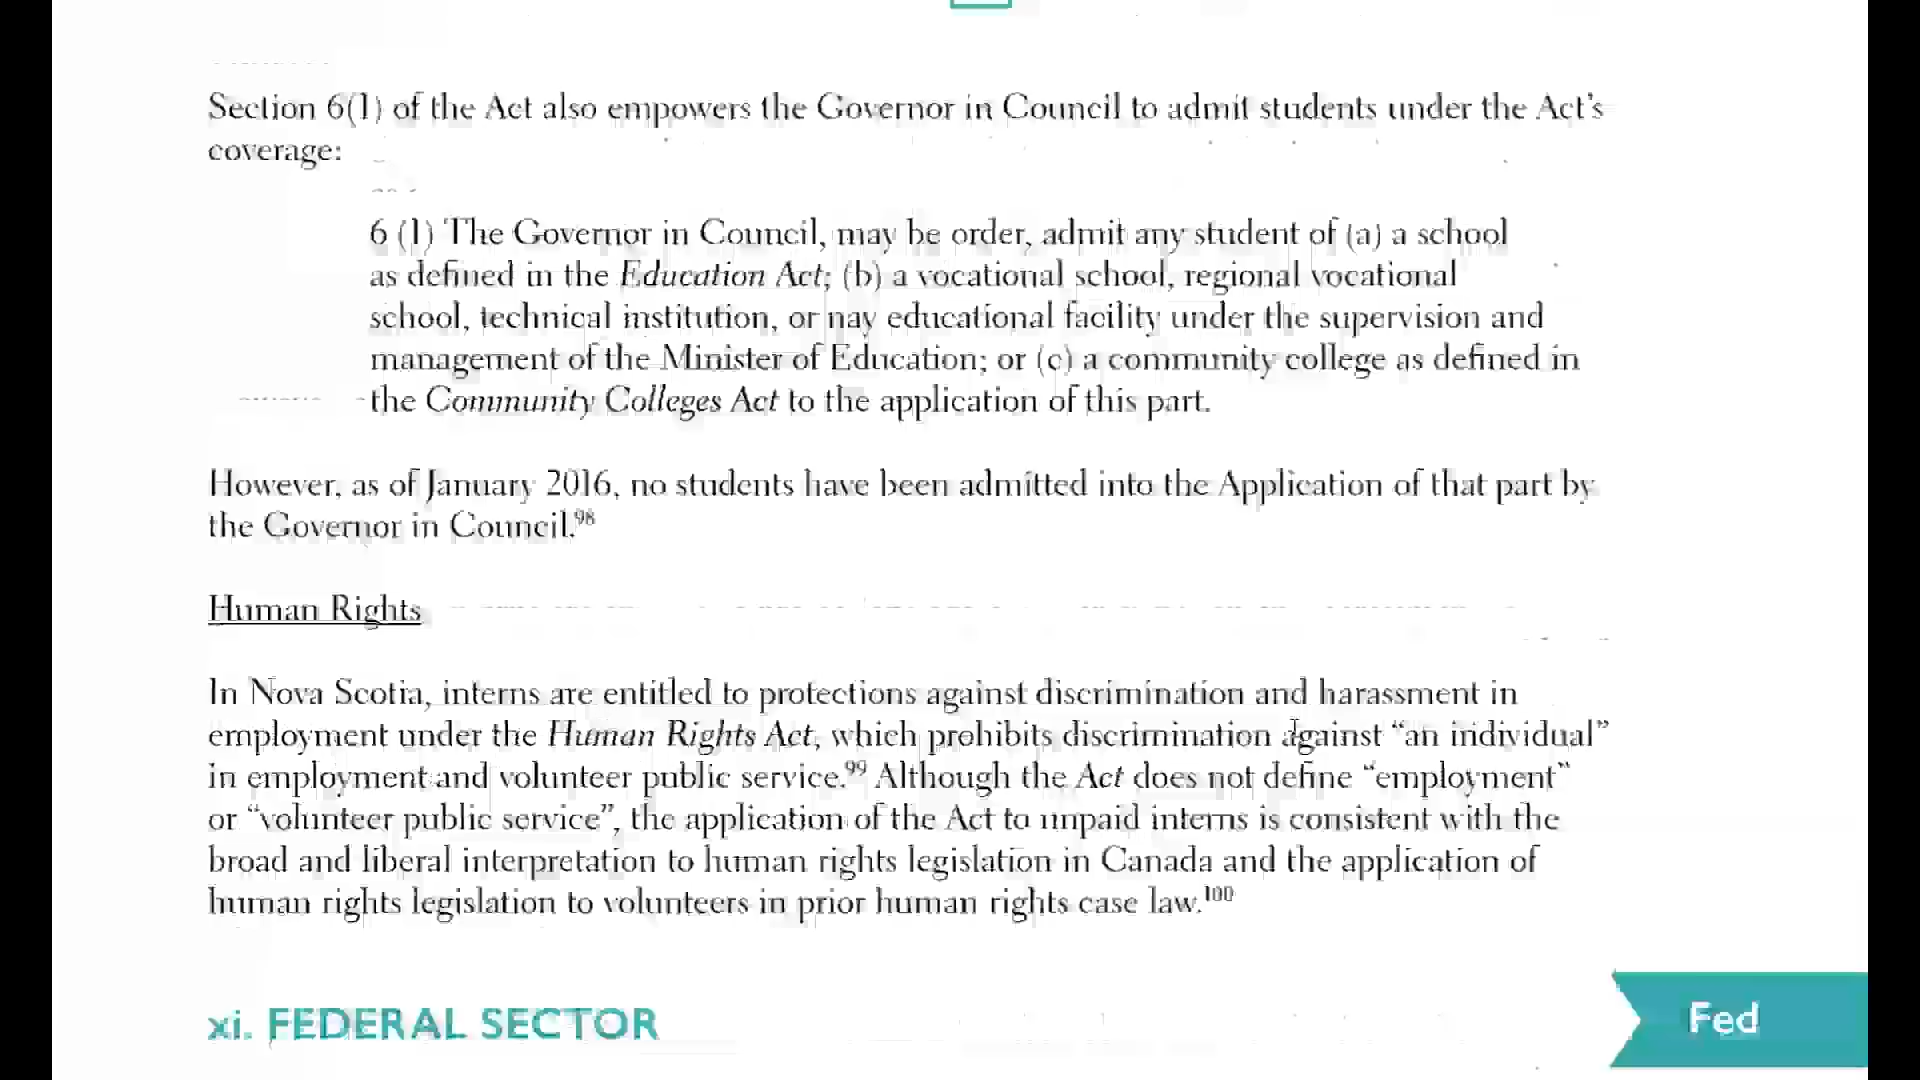 Section 6(1) of the Act also empowers the Governor in Council to admit students under the Act’s
coverage:
6 (1) The Governor in Council, may be order, admit any student of (a) a school
as defined in the Education Act; (b) a vocational school, regional vocational
school, technical institution, or nay educational facility under the supervision and
management of the Minister of Education; or (c) a community college as defined in
the Community Colleges Act to the application of this part.
However, as of January 2016, no students have been admitted into the Application of that part by
the Governor in Council.98
Human Rights
In Nova Scotia, interns are entitled to protections against discrimination and harassment in
employment under the Human Rights Act, which prohibits discrimination against “an individual”
in employment and volunteer public service.99 Although the Act does not define “employment”
or “volunteer public service”, the application of the Act to unpaid interns is consistent with the
broad and liberal interpretation to human rights legislation in Canada and the application of
human rights legislation to volunteers in prior human rights case law.100
xi. FEDERAL SECTOR
Fed